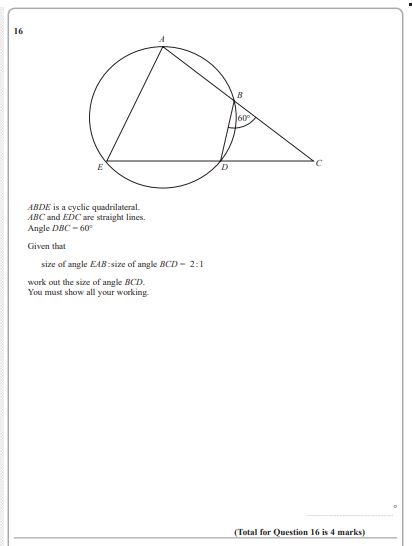 16
A
B
60°
E
D
C
ABDE is a cyclic quadrilateral.
ABC and EDC are straight lines.
Angle DBC = 60°
Given that
size of angle EAB : size of angle BCD = 2 : 1
work out the size of angle BCD.
You must show all your working.
°
(Total for Question 16 is 4 marks)